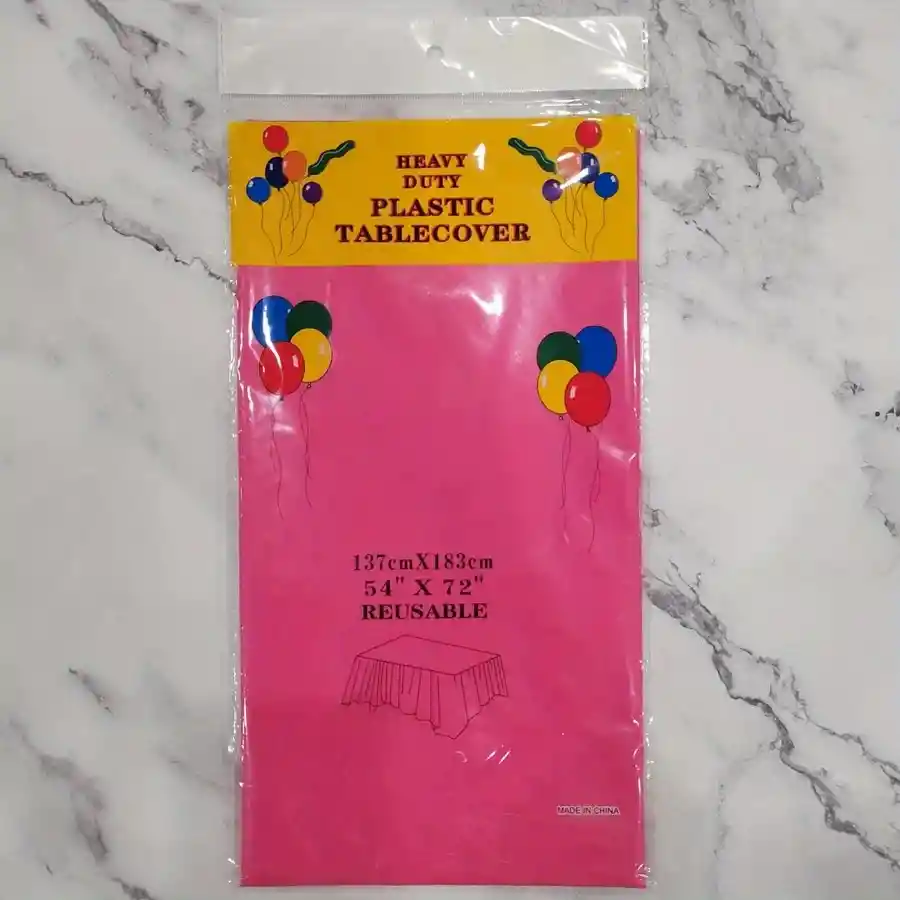 HEAVY
DUTY
PLASTIC
TABLECOVER
137cmX183cm
54" X 72"
REUSABLE
MADE IN CHINA